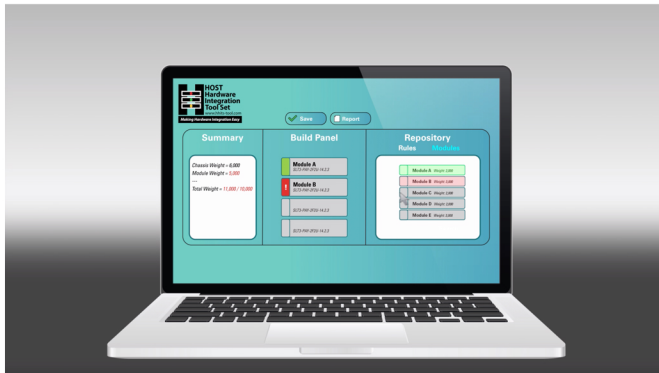 HOST
Hardware
Integration
Tool Set
Making Hardware Integration Easy
Save
Report
Summary
Chassis Weight = 6,000
Module Weight = 5,000
Total Weight = 11,000 / 10,000
Build Panel
Module A
Module B
Repository
Rules Modules
Module A
Module B
Module C
Module D
Module E